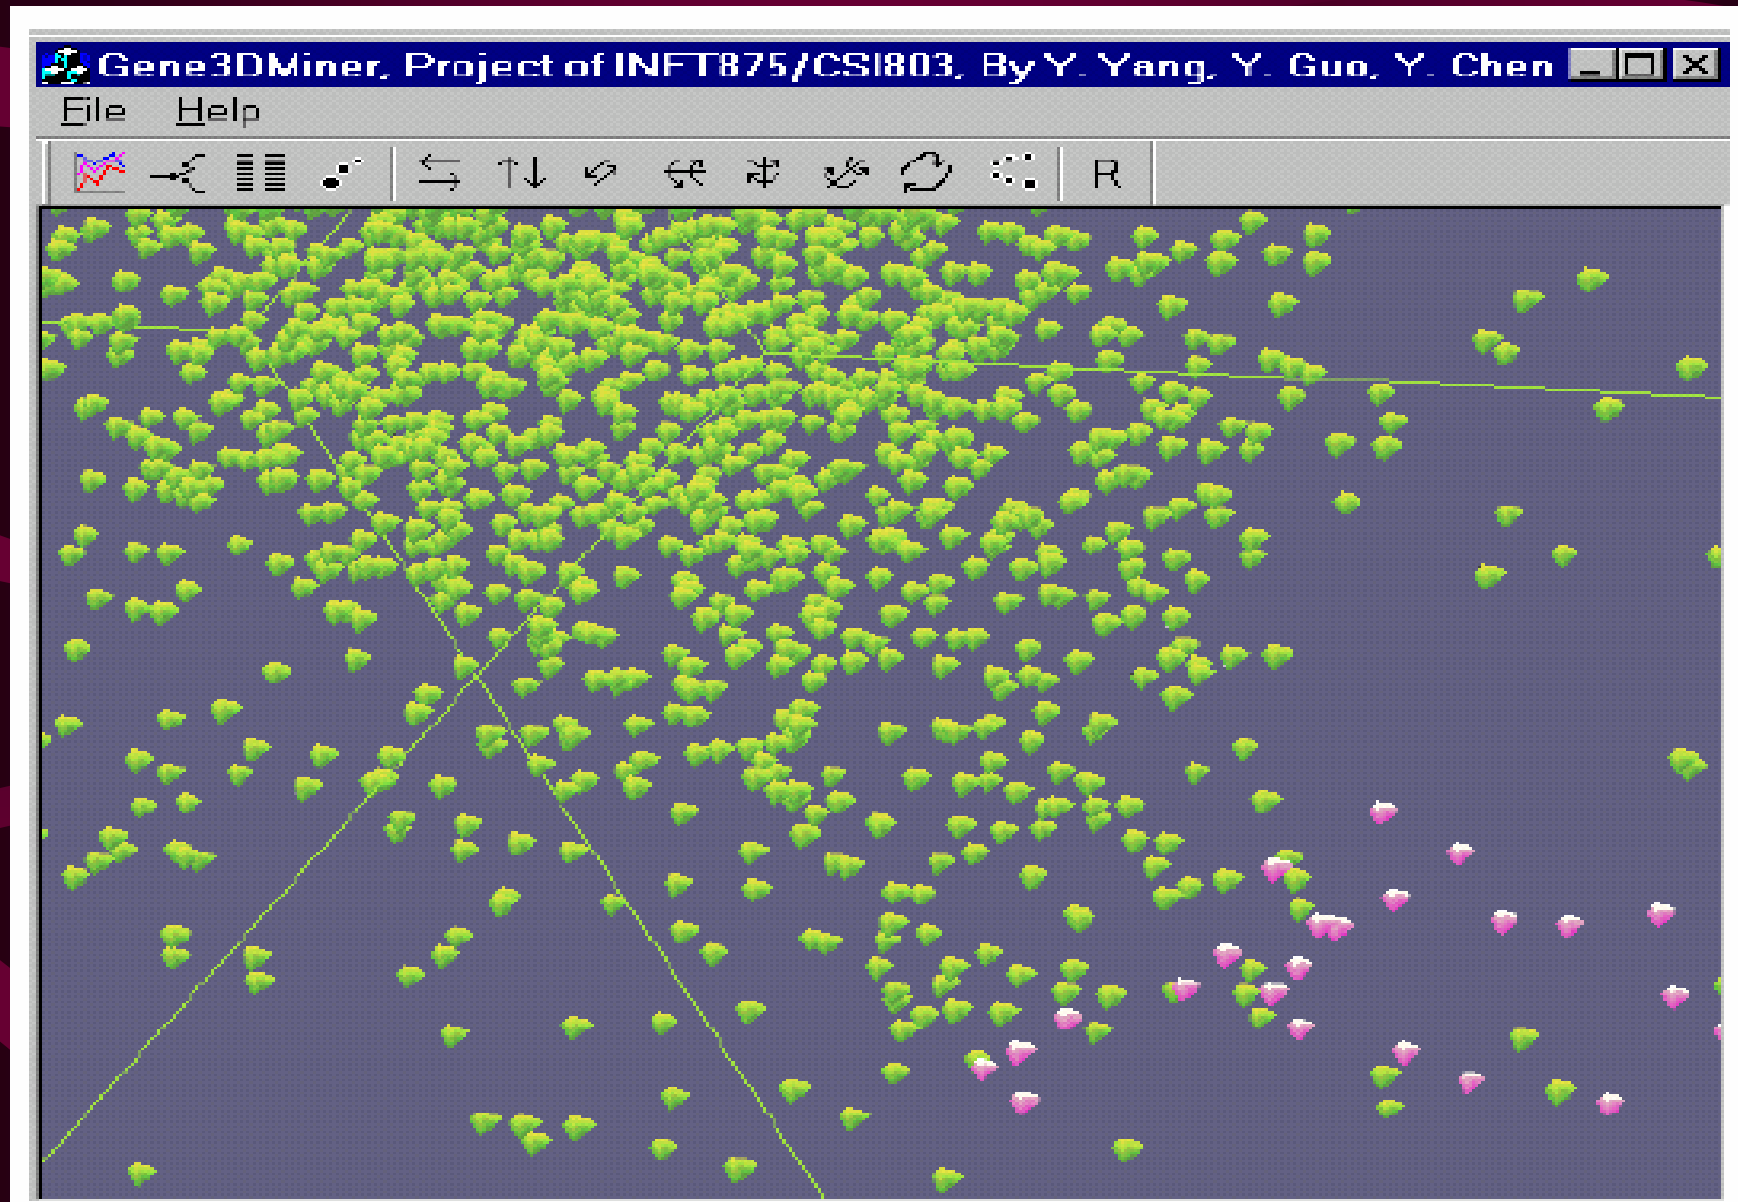 Gene3DMiner, Project of INFT875/CSI803, By Y. Yang, Y. Guo, Y. Chen
File Help
R